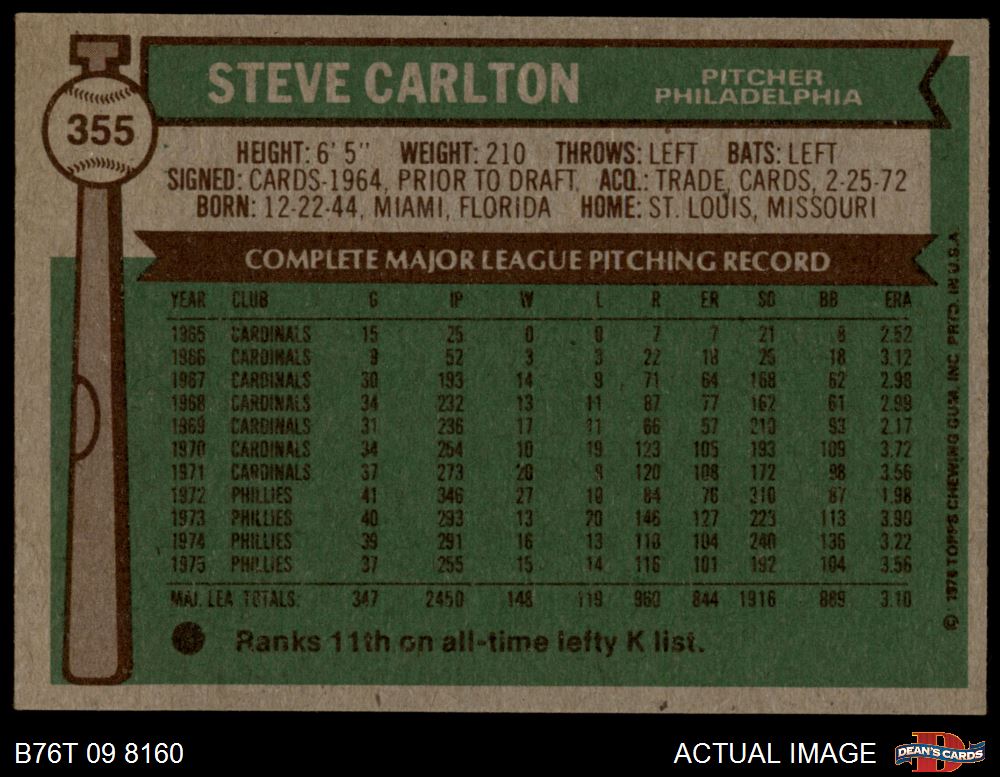 355
STEVE CARLTON
PITCHER
PHILADELPHIA
HEIGHT: 6' 5" WEIGHT: 210 THROWS: LEFT BATS: LEFT
SIGNED: CARDS-1964, PRIOR TO DRAFT ACQ.: TRADE, CARDS, 2-25-72
BORN: 12-22-44, MIAMI, FLORIDA HOME: ST. LOUIS, MISSOURI
COMPLETE MAJOR LEAGUE PITCHING RECORD
YEAR CLUB G IP W L R ER SO BB ERA
1965 CARDINALS 15 25 0 0 7 7 21 8 2.52
1966 CARDINALS 9 52 3 3 22 18 25 18 3.12
1967 CARDINALS 30 193 14 9 71 64 168 62 2.98
1968 CARDINALS 34 232 13 11 87 77 162 61 2.99
1969 CARDINALS 31 236 17 11 66 57 210 93 2.17
1970 CARDINALS 34 254 10 19 123 105 193 109 3.72
1971 CARDINALS 37 273 20 9 120 108 172 98 3.56
1972 PHILLIES 41 346 27 10 84 76 310 87 1.98
1973 PHILLIES 40 293 13 20 146 127 223 113 3.90
1974 PHILLIES 39 291 16 13 118 104 240 136 3.22
1975 PHILLIES 37 255 15 14 116 101 192 104 3.56
MAJ. LEA TOTALS: 347 2450 148 119 960 844 1916 889 3.10
Ranks 11th on all-time lefty K list.
© 1976 TOPPS CHEWING GUM, INC. PRTD. IN U.S.A.
B76T 09 8160
ACTUAL IMAGE
DEAN'S CARDS